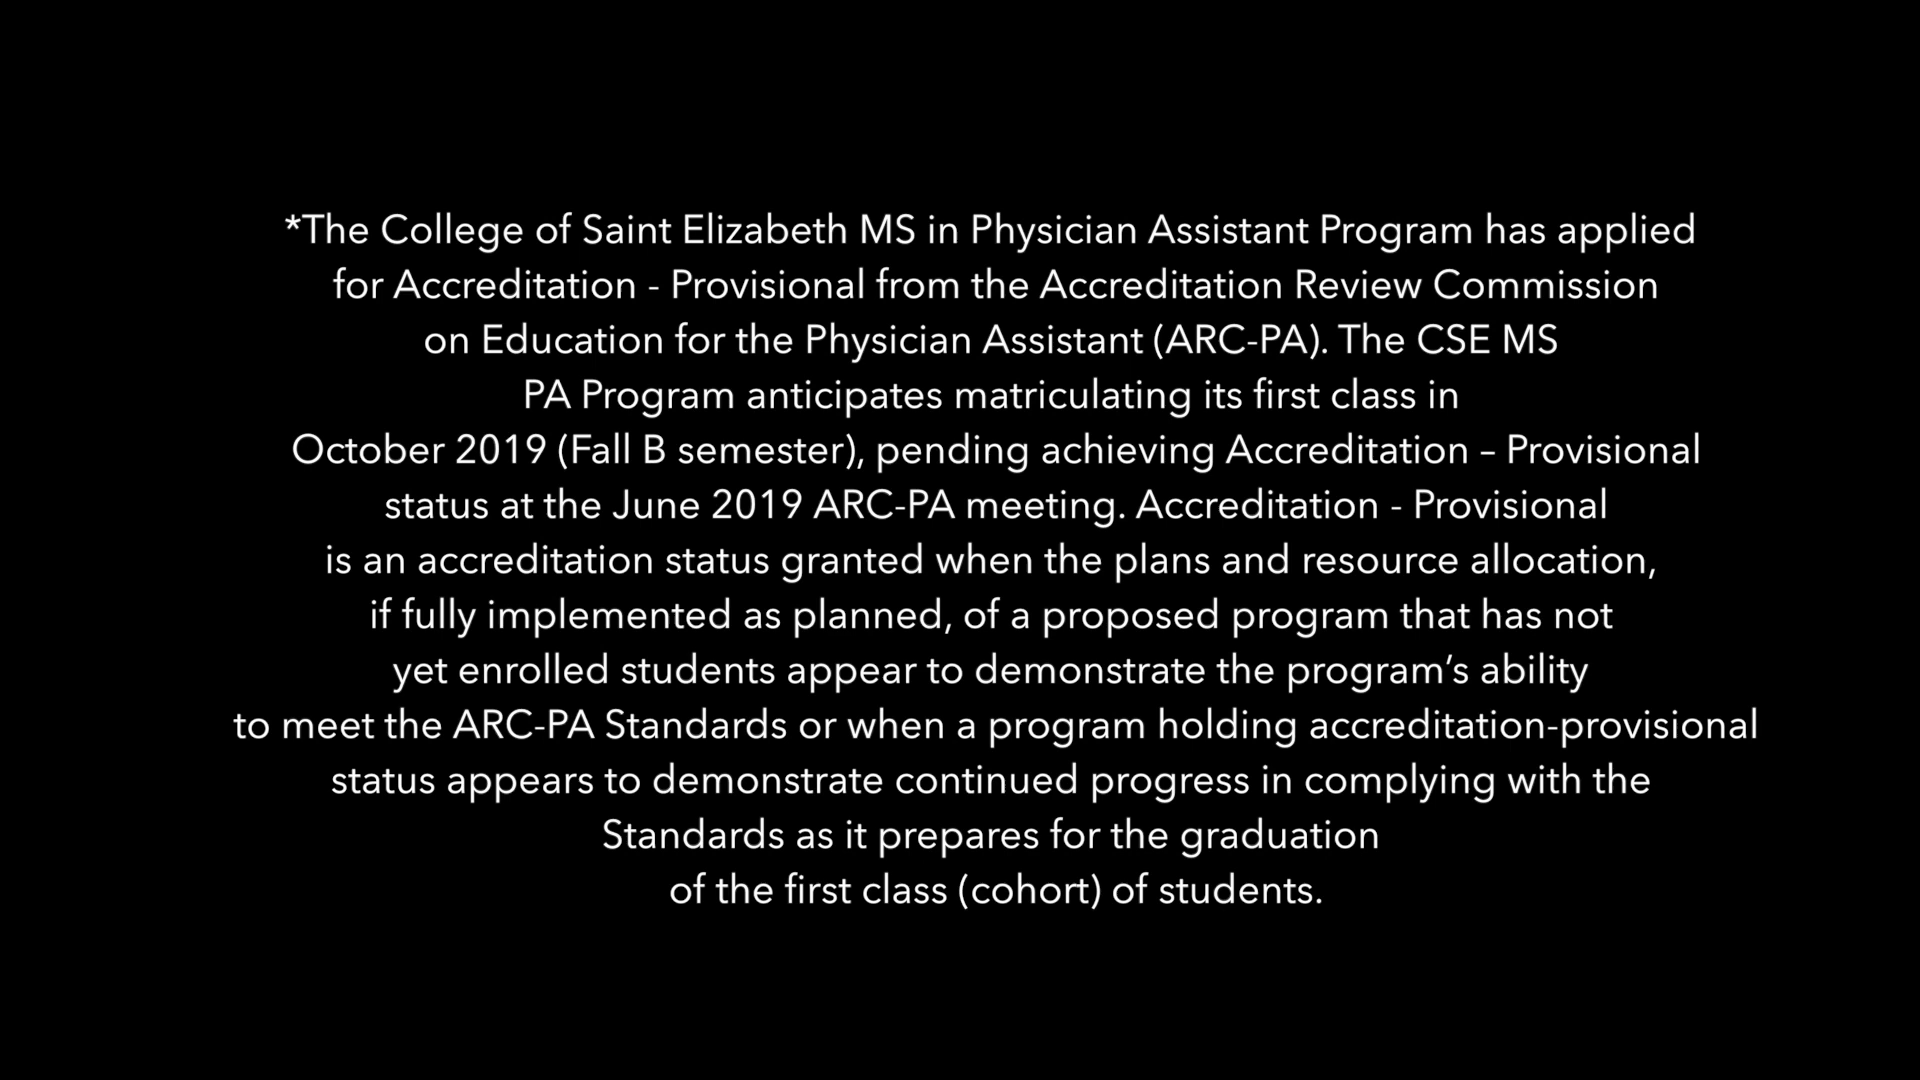 *The College of Saint Elizabeth MS in Physician Assistant Program has applied
for Accreditation - Provisional from the Accreditation Review Commission
on Education for the Physician Assistant (ARC-PA). The CSE MS
PA Program anticipates matriculating its first class in
October 2019 (Fall B semester), pending achieving Accreditation – Provisional
status at the June 2019 ARC-PA meeting. Accreditation - Provisional
is an accreditation status granted when the plans and resource allocation,
if fully implemented as planned, of a proposed program that has not
yet enrolled students appear to demonstrate the program’s ability
to meet the ARC-PA Standards or when a program holding accreditation-provisional
status appears to demonstrate continued progress in complying with the
Standards as it prepares for the graduation
of the first class (cohort) of students.